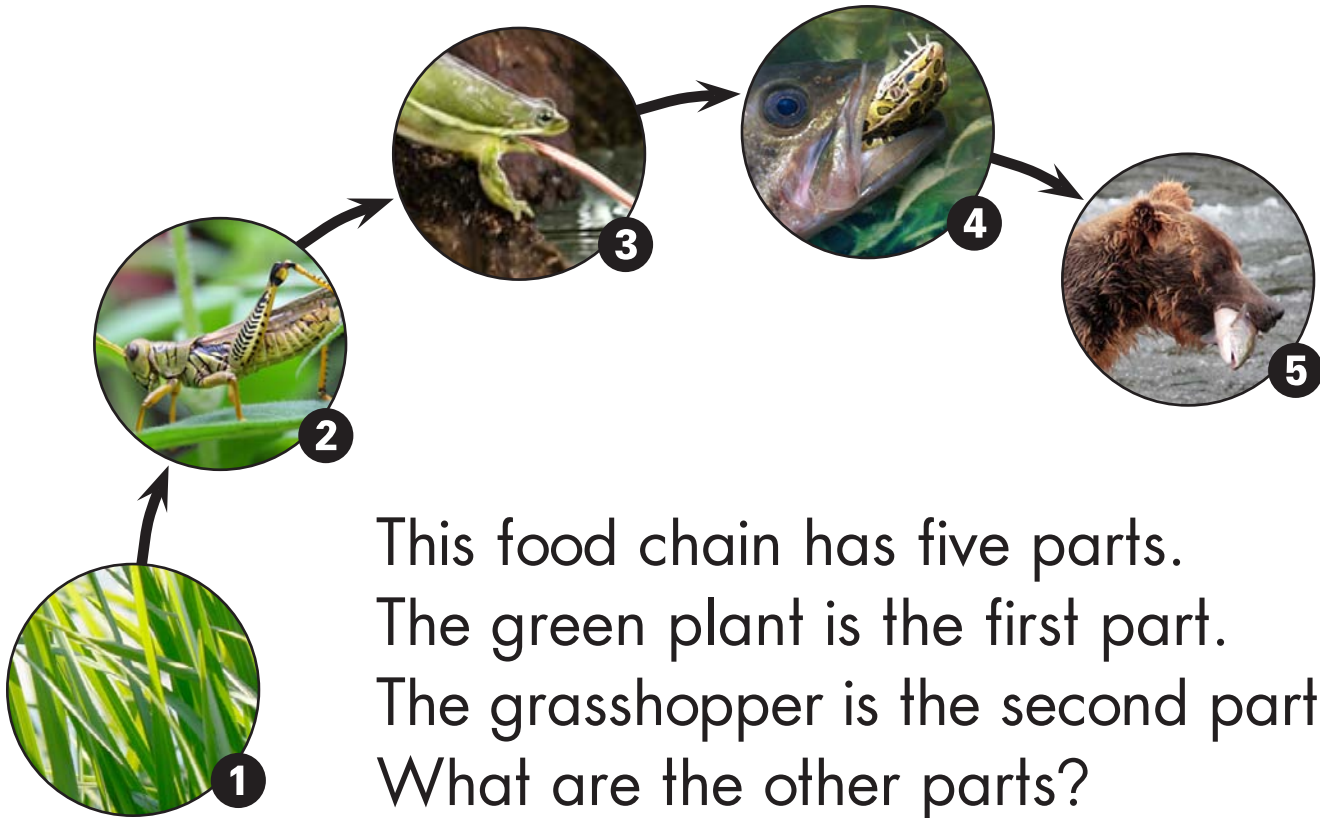 3
4
5
2
1
This food chain has five parts.
The green plant is the first part.
The grasshopper is the second part
What are the other parts?